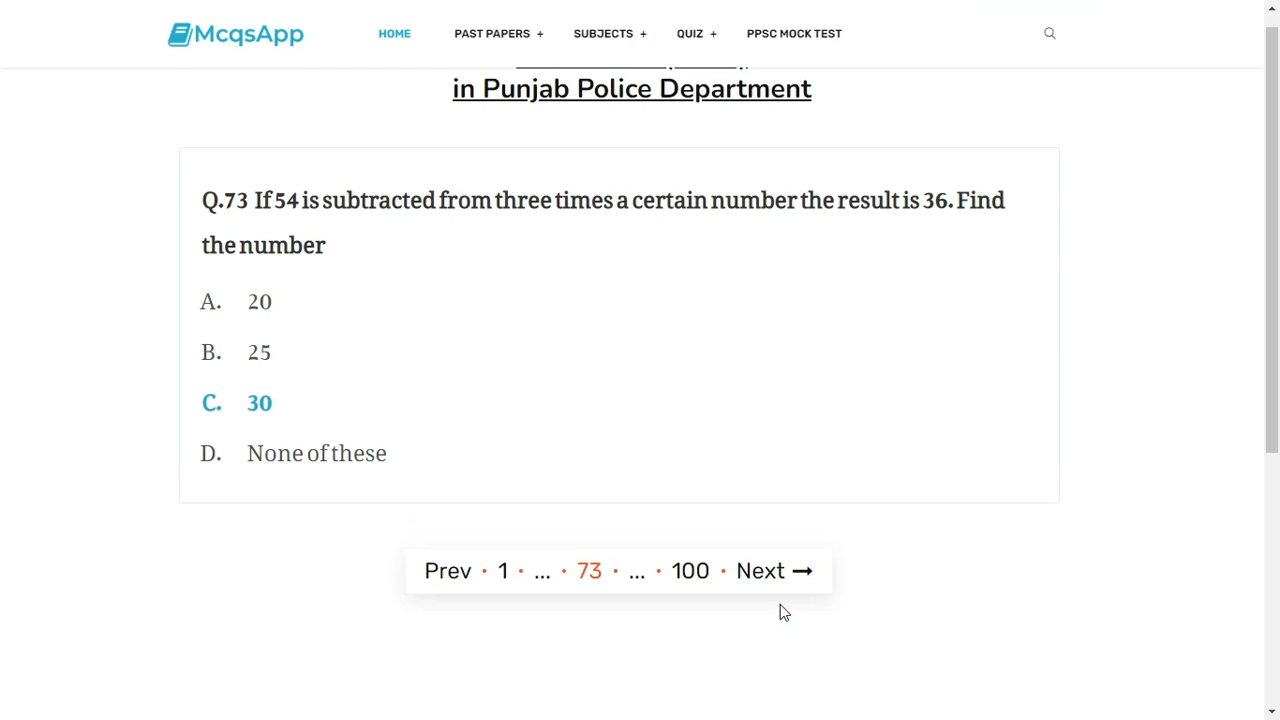 McqsApp
HOME
PAST PAPERS +
SUBJECTS +
QUIZ +
PPSC MOCK TEST
in Punjab Police Department
Q.73 If 54 is subtracted from three times a certain number the result is 36. Find
the number
A. 20
B. 25
C. 30
D. None of these
Prev • 1 • ... • 73 • ... • 100 • Next →